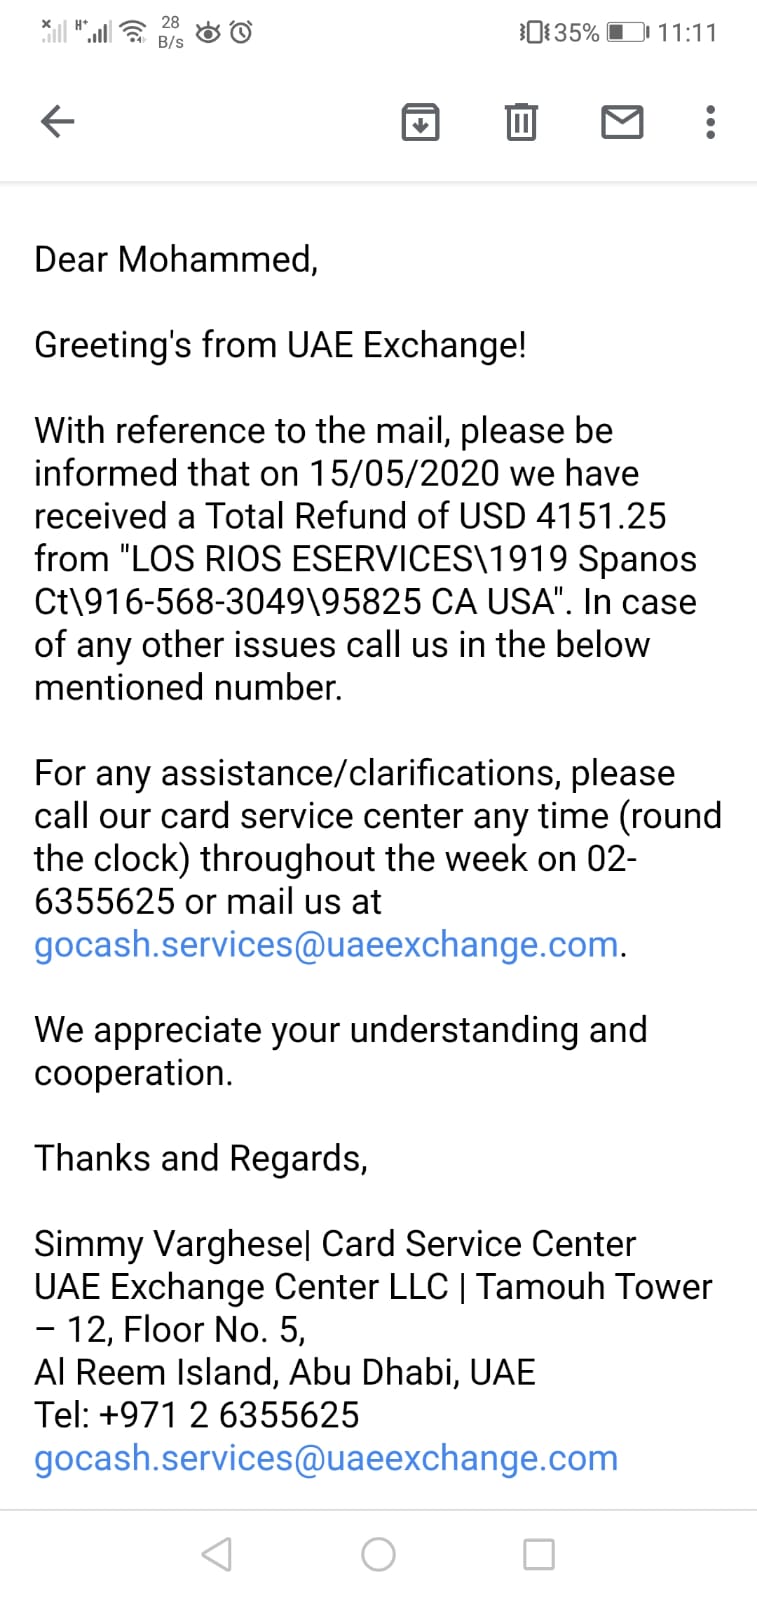 28
B/s
H+
35%
11:11
Dear Mohammed,
Greeting's from UAE Exchange!
With reference to the mail, please be
informed that on 15/05/2020 we have
received a Total Refund of USD 4151.25
from "LOS RIOS ESERVICES\1919 Spanos
Ct\916-568-3049\95825 CA USA". In case
of any other issues call us in the below
mentioned number.
For any assistance/clarifications, please
call our card service center any time (round
the clock) throughout the week on 02-
6355625 or mail us at
gocash.services@uaeexchange.com.
We appreciate your understanding and
cooperation.
Thanks and Regards,
Simmy Varghese| Card Service Center
UAE Exchange Center LLC | Tamouh Tower
– 12, Floor No. 5,
Al Reem Island, Abu Dhabi, UAE
Tel: +971 2 6355625
gocash.services@uaeexchange.com